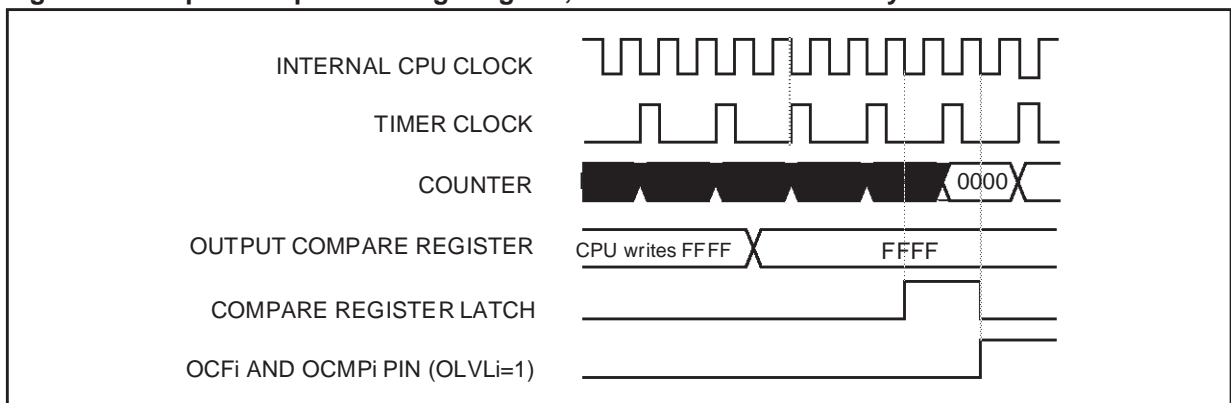 INTERNAL CPU CLOCK
TIMER CLOCK
COUNTER
0000
OUTPUT COMPARE REGISTER
CPU writes FFFF
FFFF
COMPARE REGISTER LATCH
OCFi AND OCMPi PIN (OLVLi=1)